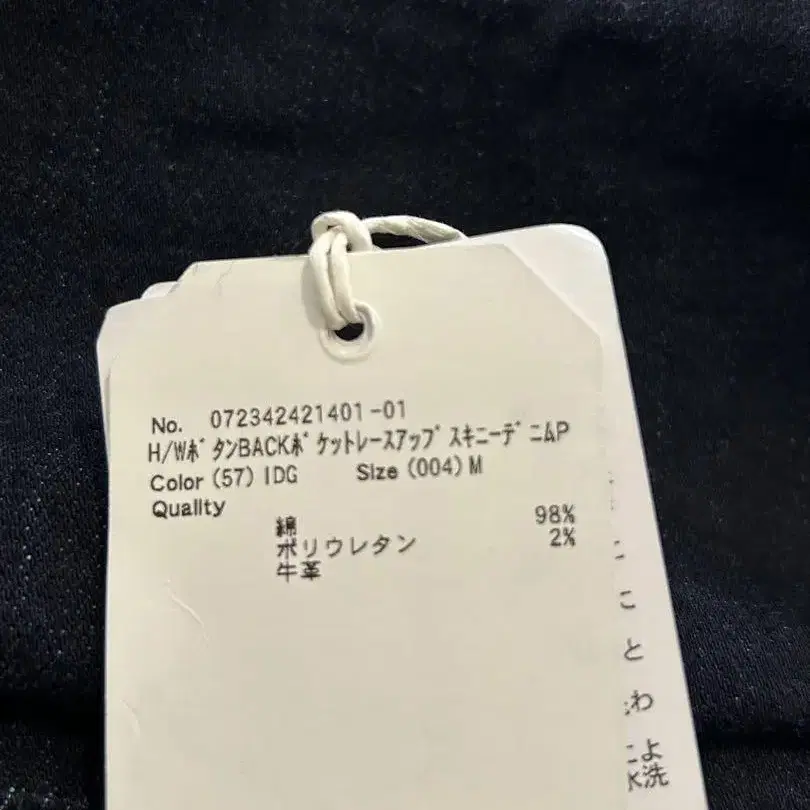 No. 072342421401-01
H/WﾎﾞﾀﾝBACKﾎﾟｹｯﾄﾚｰｽｱｯﾌﾟｽｷﾆｰﾃﾞﾆﾑP
Color (57) IDG Size (004) M
Quality
綿 98%
ポリウレタン 2%
牛革
こ
と
わ
よ
洗